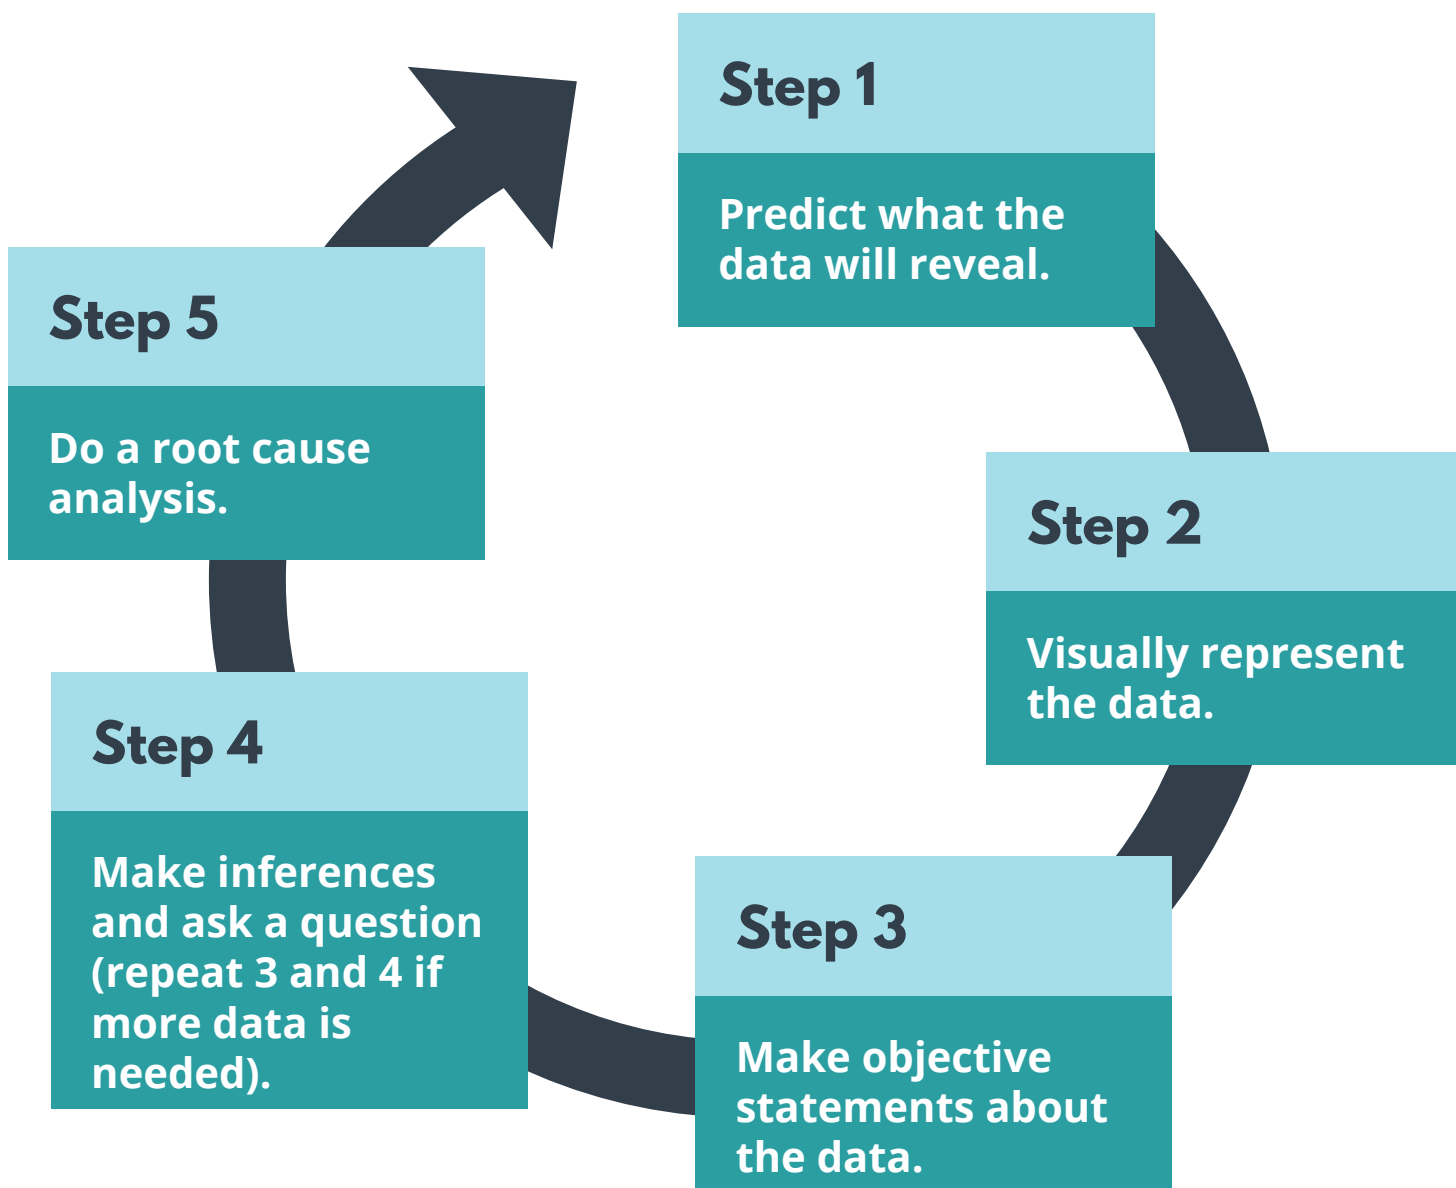 Step 1
Predict what the
data will reveal.
Step 2
Visually represent
the data.
Step 3
Make objective
statements about
the data.
Step 4
Make inferences
and ask a question
(repeat 3 and 4 if
more data is
needed).
Step 5
Do a root cause
analysis.